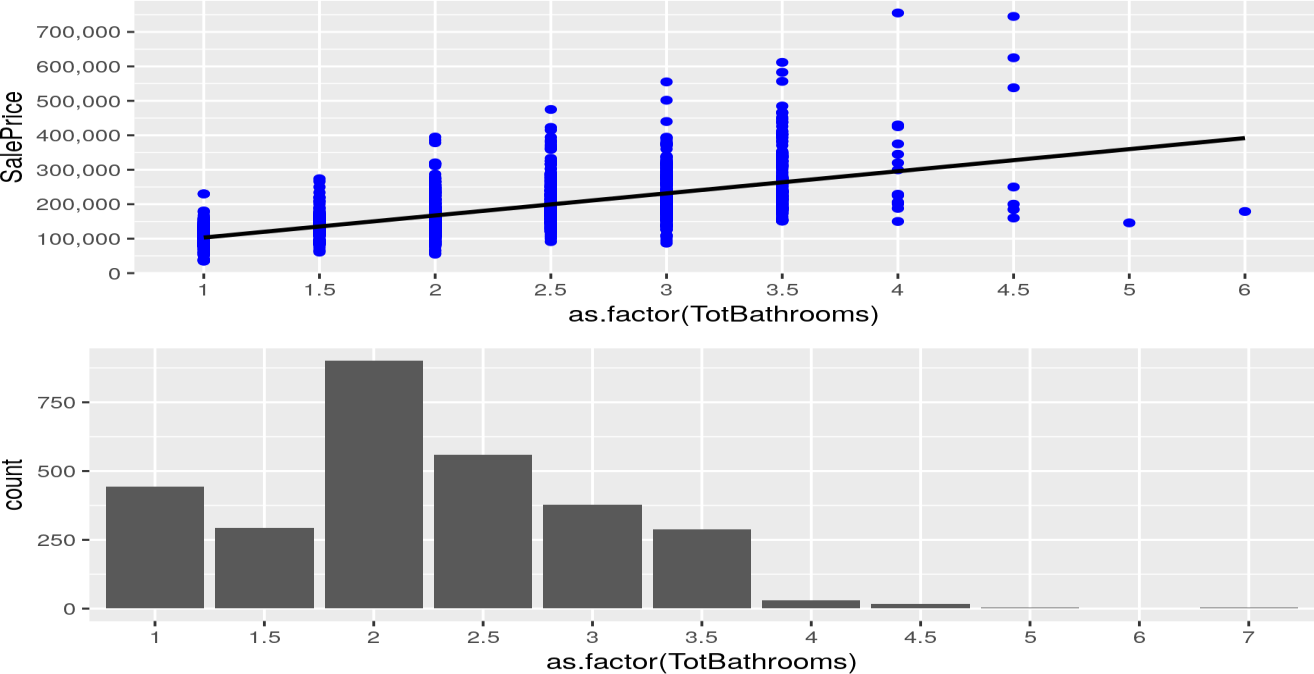 SalePrice
700,000
600,000
500,000
400,000
300,000
200,000
100,000
0
1 1.5 2 2.5 3 3.5 4 4.5 5 6
as.factor(TotBathrooms)
count
750
500
250
0
1 1.5 2 2.5 3 3.5 4 4.5 5 6 7
as.factor(TotBathrooms)